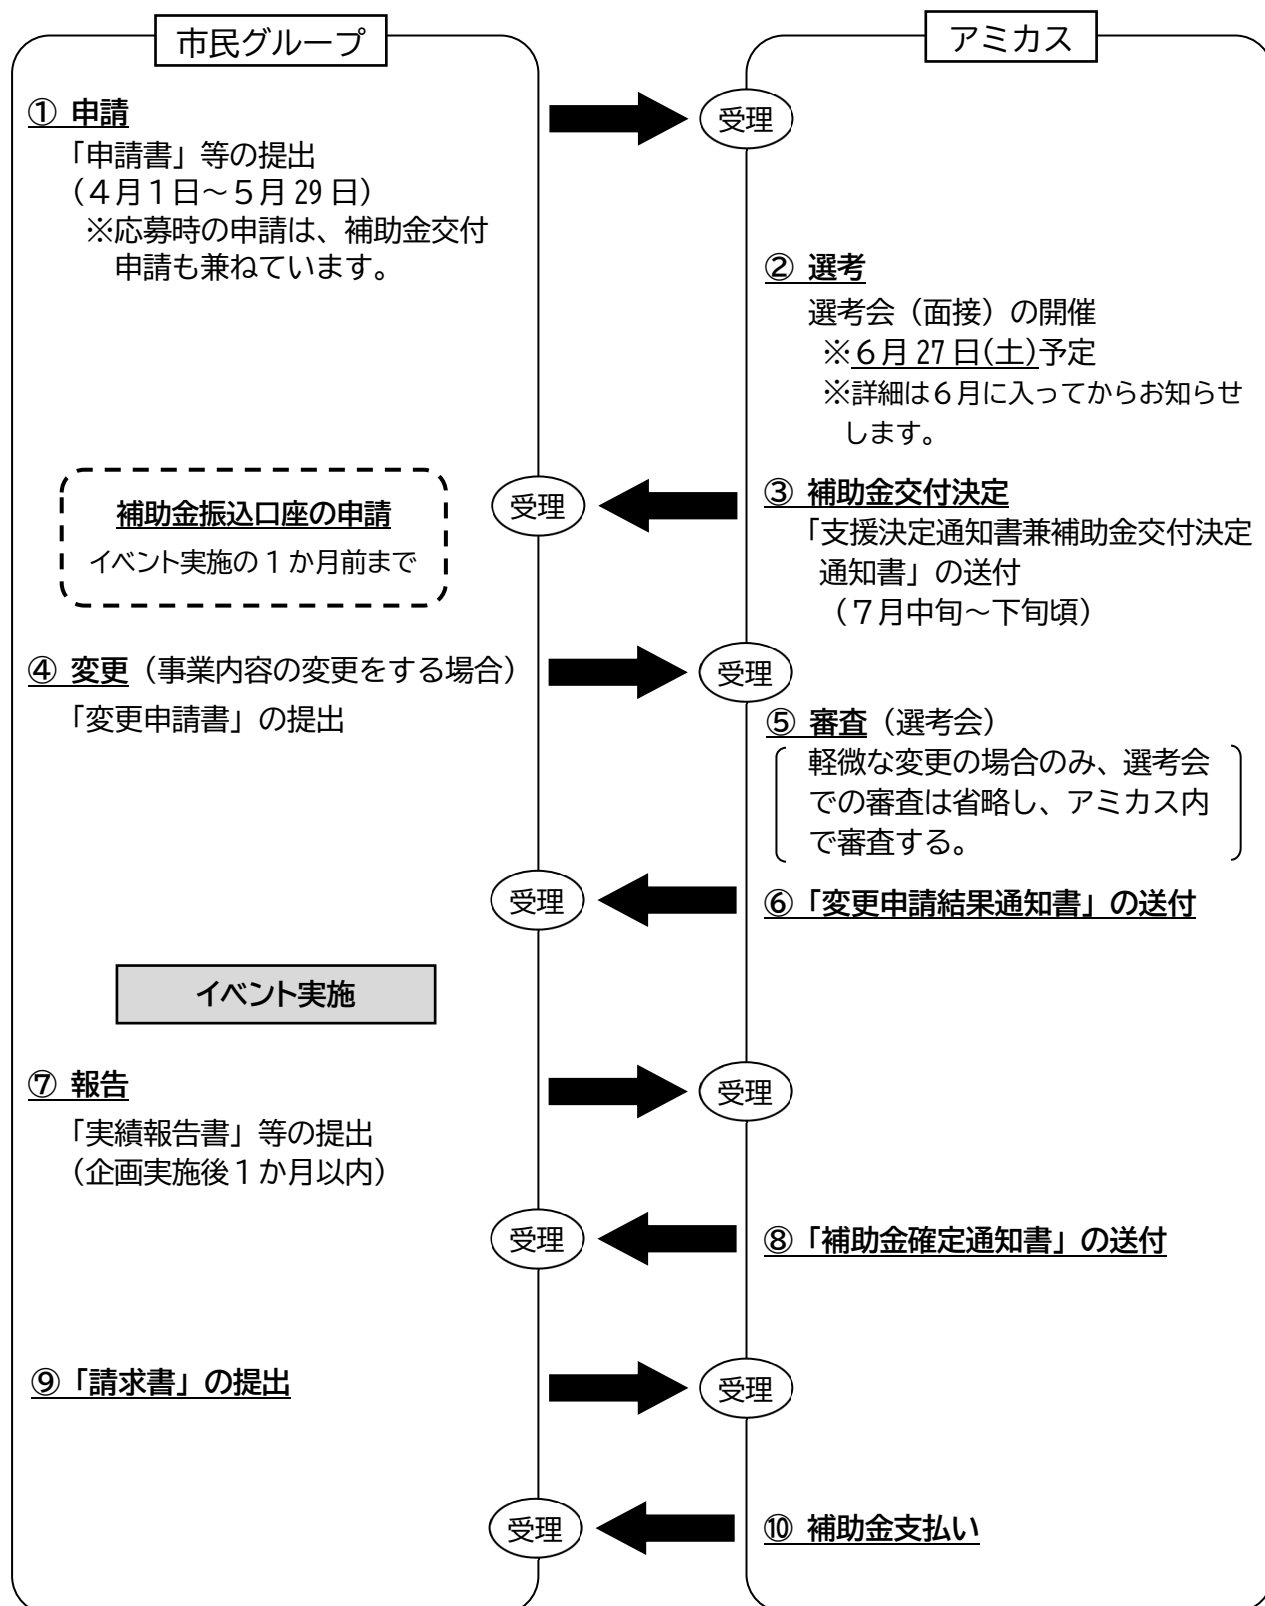 市民グループ
アミカス
① 申請
受理
「申請書」等の提出
（４月１日～５月 29 日）
※応募時の申請は、補助金交付
申請も兼ねています。
② 選考
選考会（面接）の開催
※６月 27 日(土)予定
※詳細は６月に入ってからお知らせ
します。
補助金振込口座の申請
イベント実施の１か月前まで
受理
③ 補助金交付決定
「支援決定通知書兼補助金交付決定
通知書」の送付
（７月中旬～下旬頃）
④ 変更（事業内容の変更をする場合）
受理
「変更申請書」の提出
⑤ 審査（選考会）
軽微な変更の場合のみ、選考会
での審査は省略し、アミカス内
で審査する。
受理
⑥「変更申請結果通知書」の送付
イベント実施
⑦ 報告
受理
「実績報告書」等の提出
（企画実施後１か月以内）
受理
⑧「補助金確定通知書」の送付
⑨「請求書」の提出
受理
受理
⑩ 補助金支払い